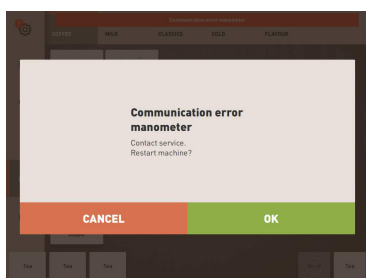 Communication error manometer
COFFEE MILK CLASSICS COLD FLAVOUR
Communication error
manometer
Contact service.
Restart machine?
CANCEL OK
Tea Tea Tea Tea